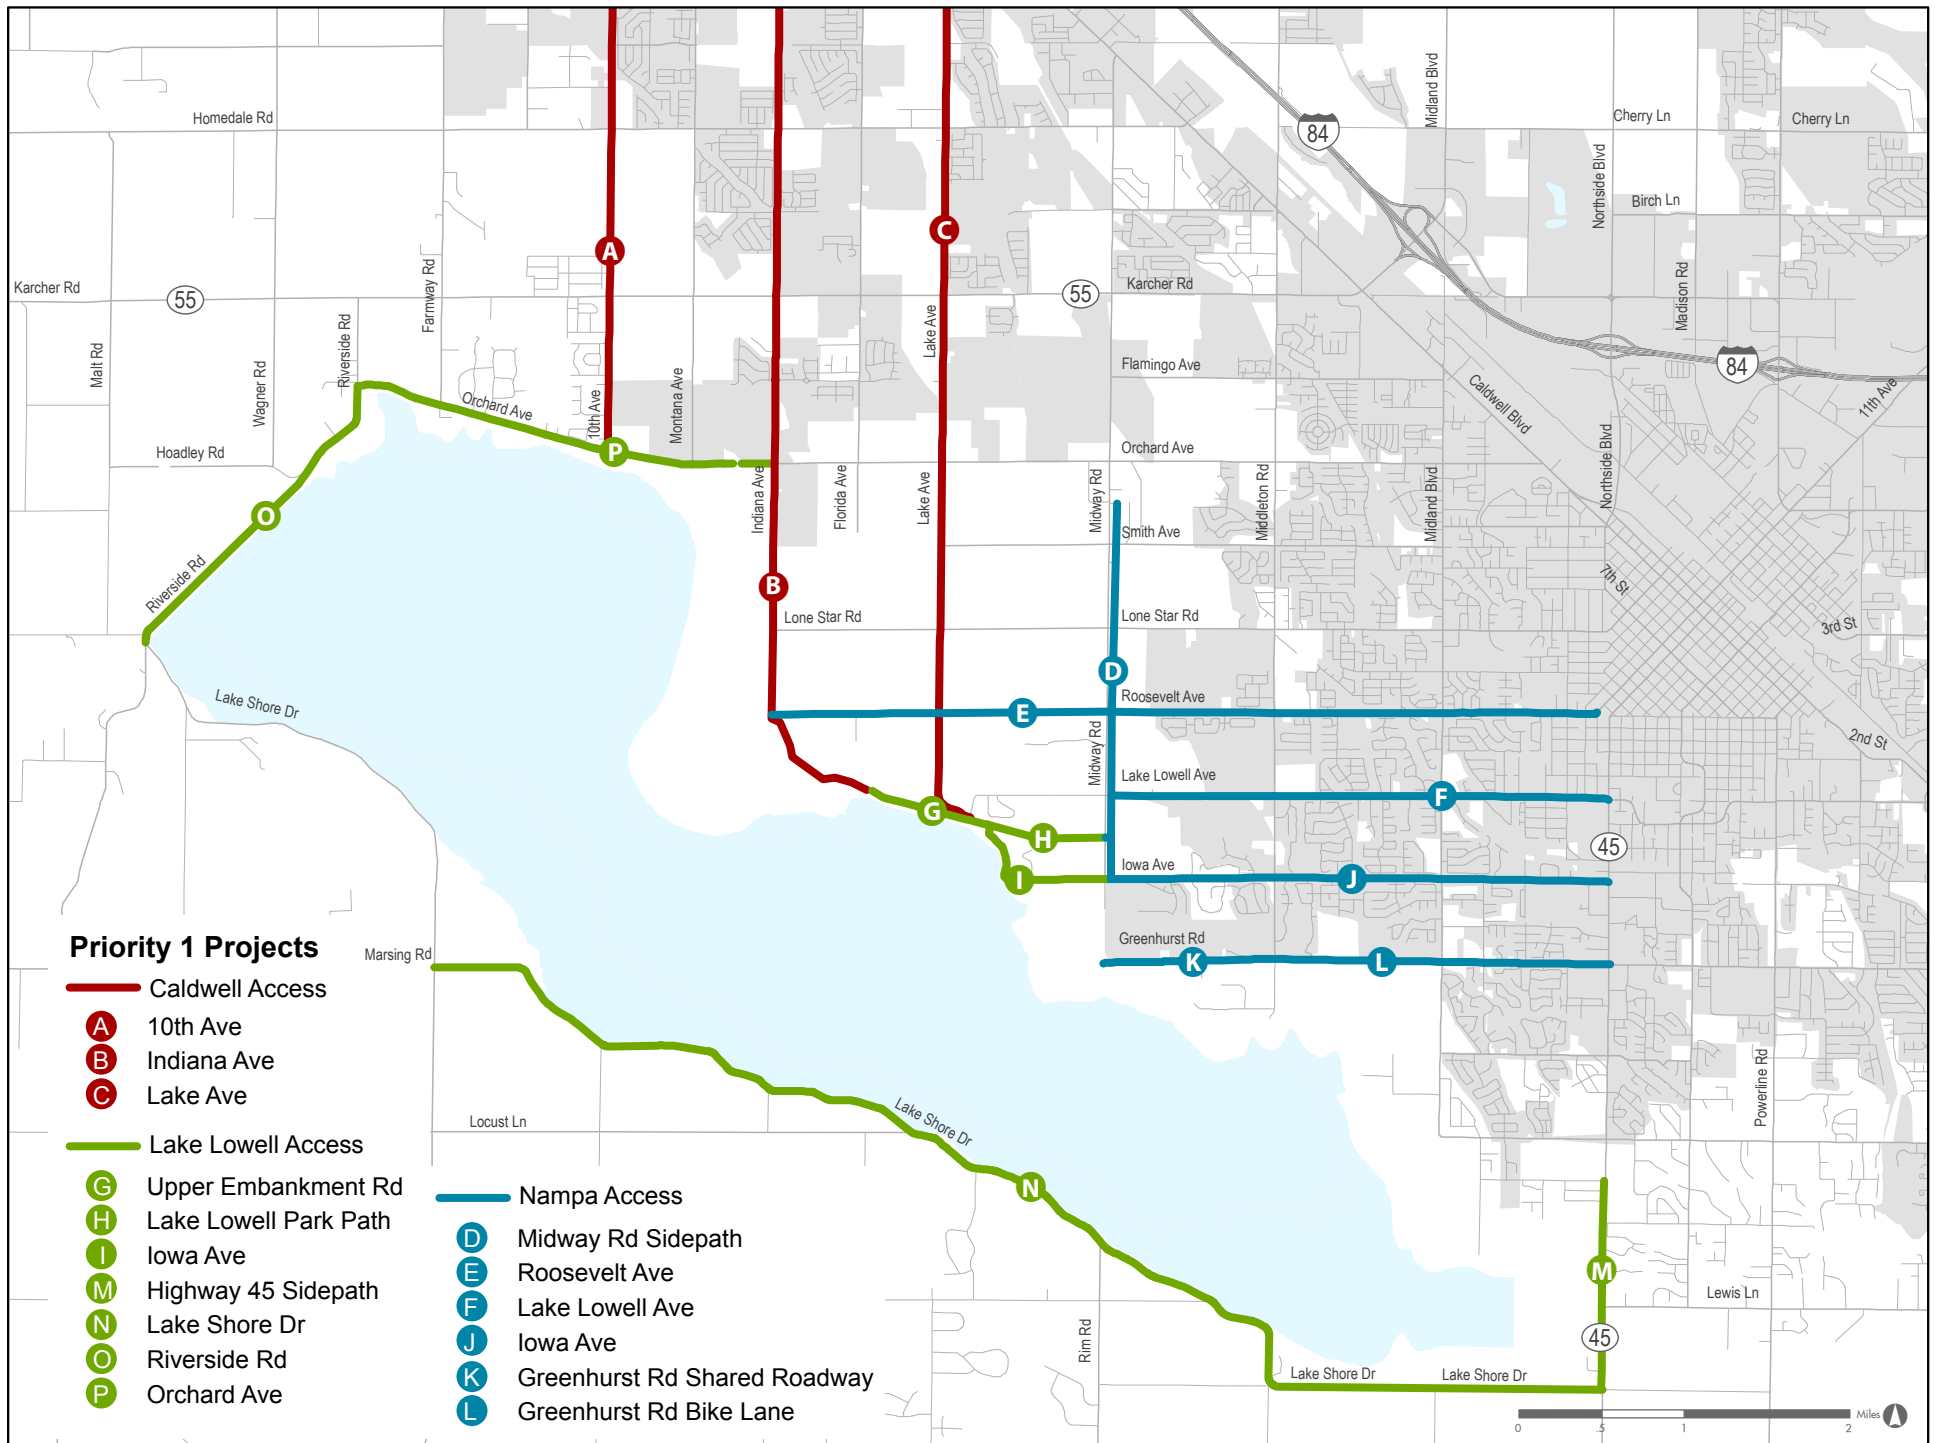 Homedale Rd
84
Midland Blvd
Cherry Ln
Cherry Ln
Northside Blvd
Birch Ln
A
C
Karcher Rd
55
Riverside Rd
Farmway Rd
Lake Ave
55
Karcher Rd
Madison Rd
Malt Rd
Wagner Rd
Flamingo Ave
84
Orchard Ave
10th Ave
Montana Ave
Caldwell Blvd
11th Ave
Hoadley Rd
P
Indiana Ave
Florida Ave
Lake Ave
Midway Rd
Orchard Ave
Middleton Rd
Midland Blvd
Northside Blvd
O
Smith Ave
Riverside Rd
B
7th St
Lone Star Rd
Lone Star Rd
3rd St
D
Lake Shore Dr
Roosevelt Ave
E
Midway Rd
2nd St
Lake Lowell Ave
F
G
H
45
Iowa Ave
I
J
Marsing Rd
Greenhurst Rd
K
L
Powerline Rd
Locust Ln
Lake Shore Dr
N
M
Lewis Ln
Rim Rd
45
Lake Shore Dr
Lake Shore Dr
Priority 1 Projects
Caldwell Access
A 10th Ave
B Indiana Ave
C Lake Ave
Lake Lowell Access
G Upper Embankment Rd
H Lake Lowell Park Path
I Iowa Ave
M Highway 45 Sidepath
N Lake Shore Dr
O Riverside Rd
P Orchard Ave
Nampa Access
D Midway Rd Sidepath
E Roosevelt Ave
F Lake Lowell Ave
J Iowa Ave
K Greenhurst Rd Shared Roadway
L Greenhurst Rd Bike Lane
Miles
0 .5 1 2